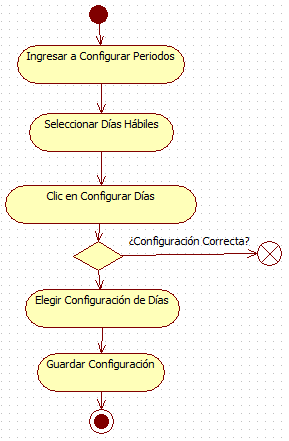 Ingresar a Configurar Periodos
Seleccionar Días Hábiles
Clic en Configurar Días
¿Configuración Correcta?
Elegir Configuración de Días
Guardar Configuración